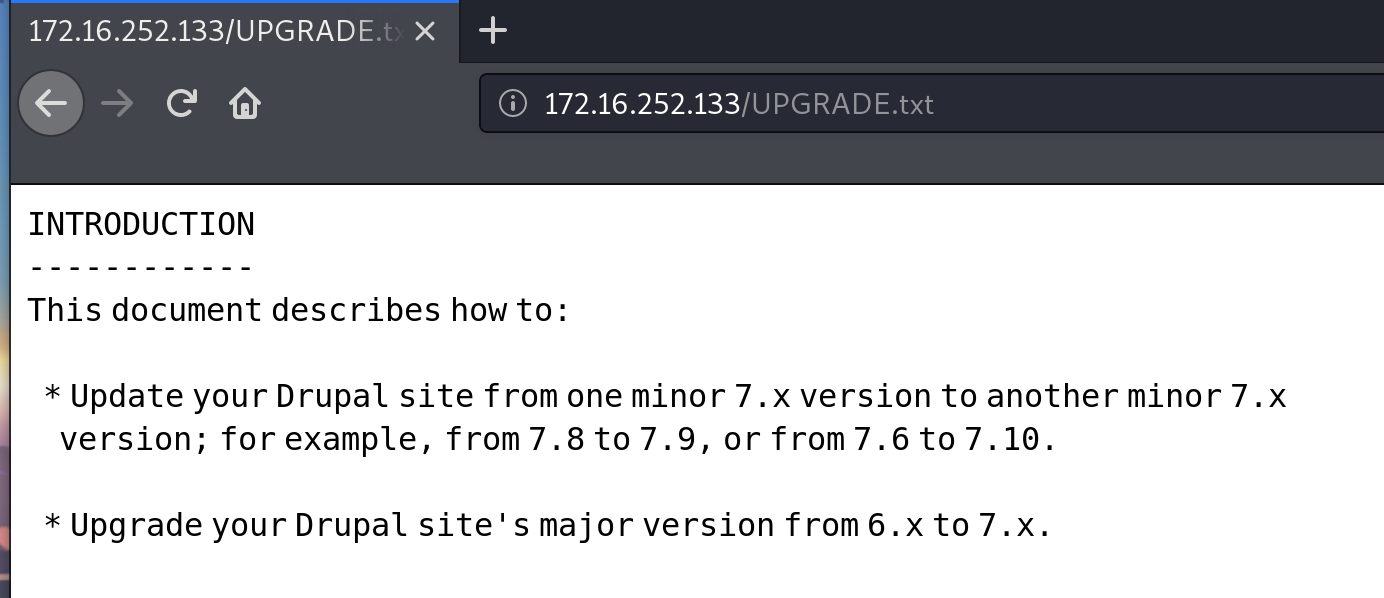 172.16.252.133/UPGRADE.tx
172.16.252.133/UPGRADE.txt
INTRODUCTION
------------
This document describes how to:
* Update your Drupal site from one minor 7.x version to another minor 7.x
version; for example, from 7.8 to 7.9, or from 7.6 to 7.10.
* Upgrade your Drupal site's major version from 6.x to 7.x.